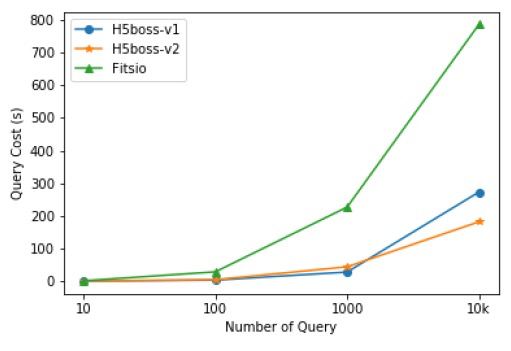 H5boss-v1
H5boss-v2
Fitsio
800
700
600
500
400
300
200
100
0
Query Cost (s)
10 100 1000 10k
Number of Query